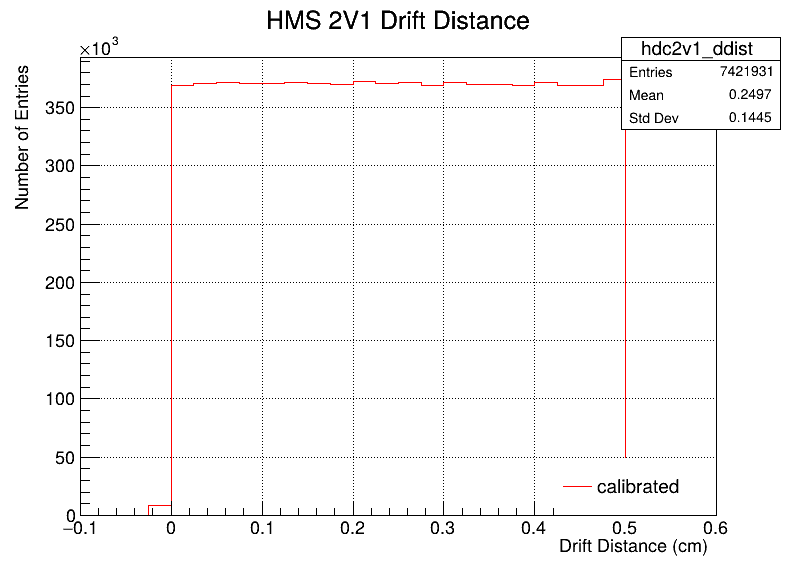 HMS 2V1 Drift Distance
×10³
hdc2v1_ddist
Entries 7421931
Mean 0.2497
Std Dev 0.1445
Number of Entries
350
300
250
200
150
100
50
0
calibrated
−0.1 0 0.1 0.2 0.3 0.4 0.5 0.6
Drift Distance (cm)